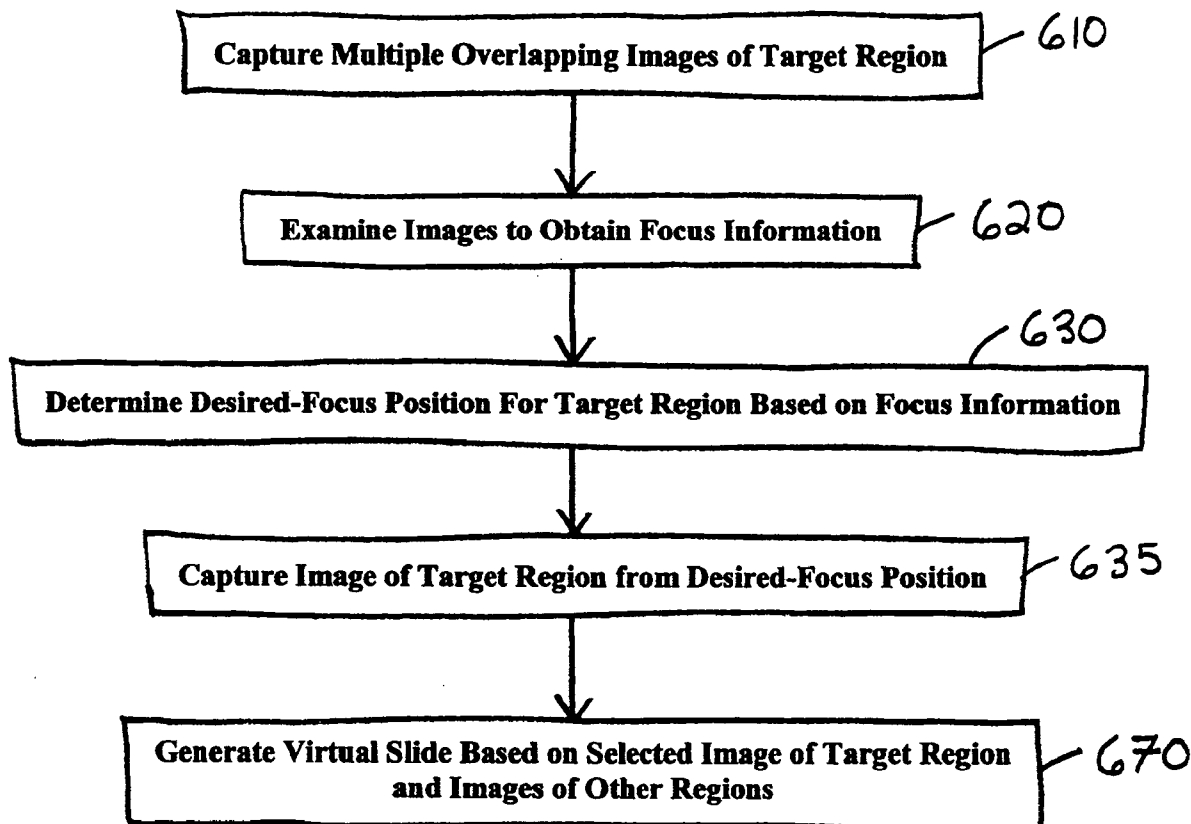 Capture Multiple Overlapping Images of Target Region
610
Examine Images to Obtain Focus Information
620
630
Determine Desired-Focus Position For Target Region Based on Focus Information
Capture Image of Target Region from Desired-Focus Position
635
Generate Virtual Slide Based on Selected Image of Target Region
and Images of Other Regions
670